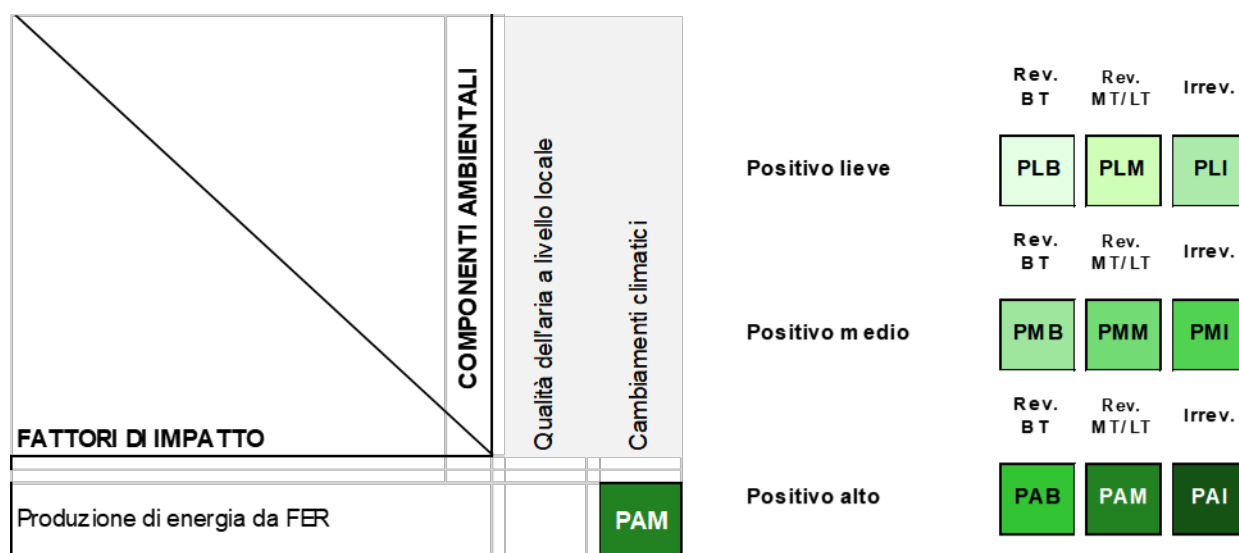 COMPONENTI AMBIENTALI
Qualità dell'aria a livello locale
Cambiamenti climatici
FATTORI DI IMPATTO
Produzione di energia da FER
PAM
Rev.
BT
Rev.
MT/LT
Irrev.
Positivo lieve
PLB
PLM
PLI
Rev.
BT
Rev.
MT/LT
Irrev.
Positivo medio
PMB
PMM
PMI
Rev.
BT
Rev.
MT/LT
Irrev.
Positivo alto
PAB
PAM
PAI